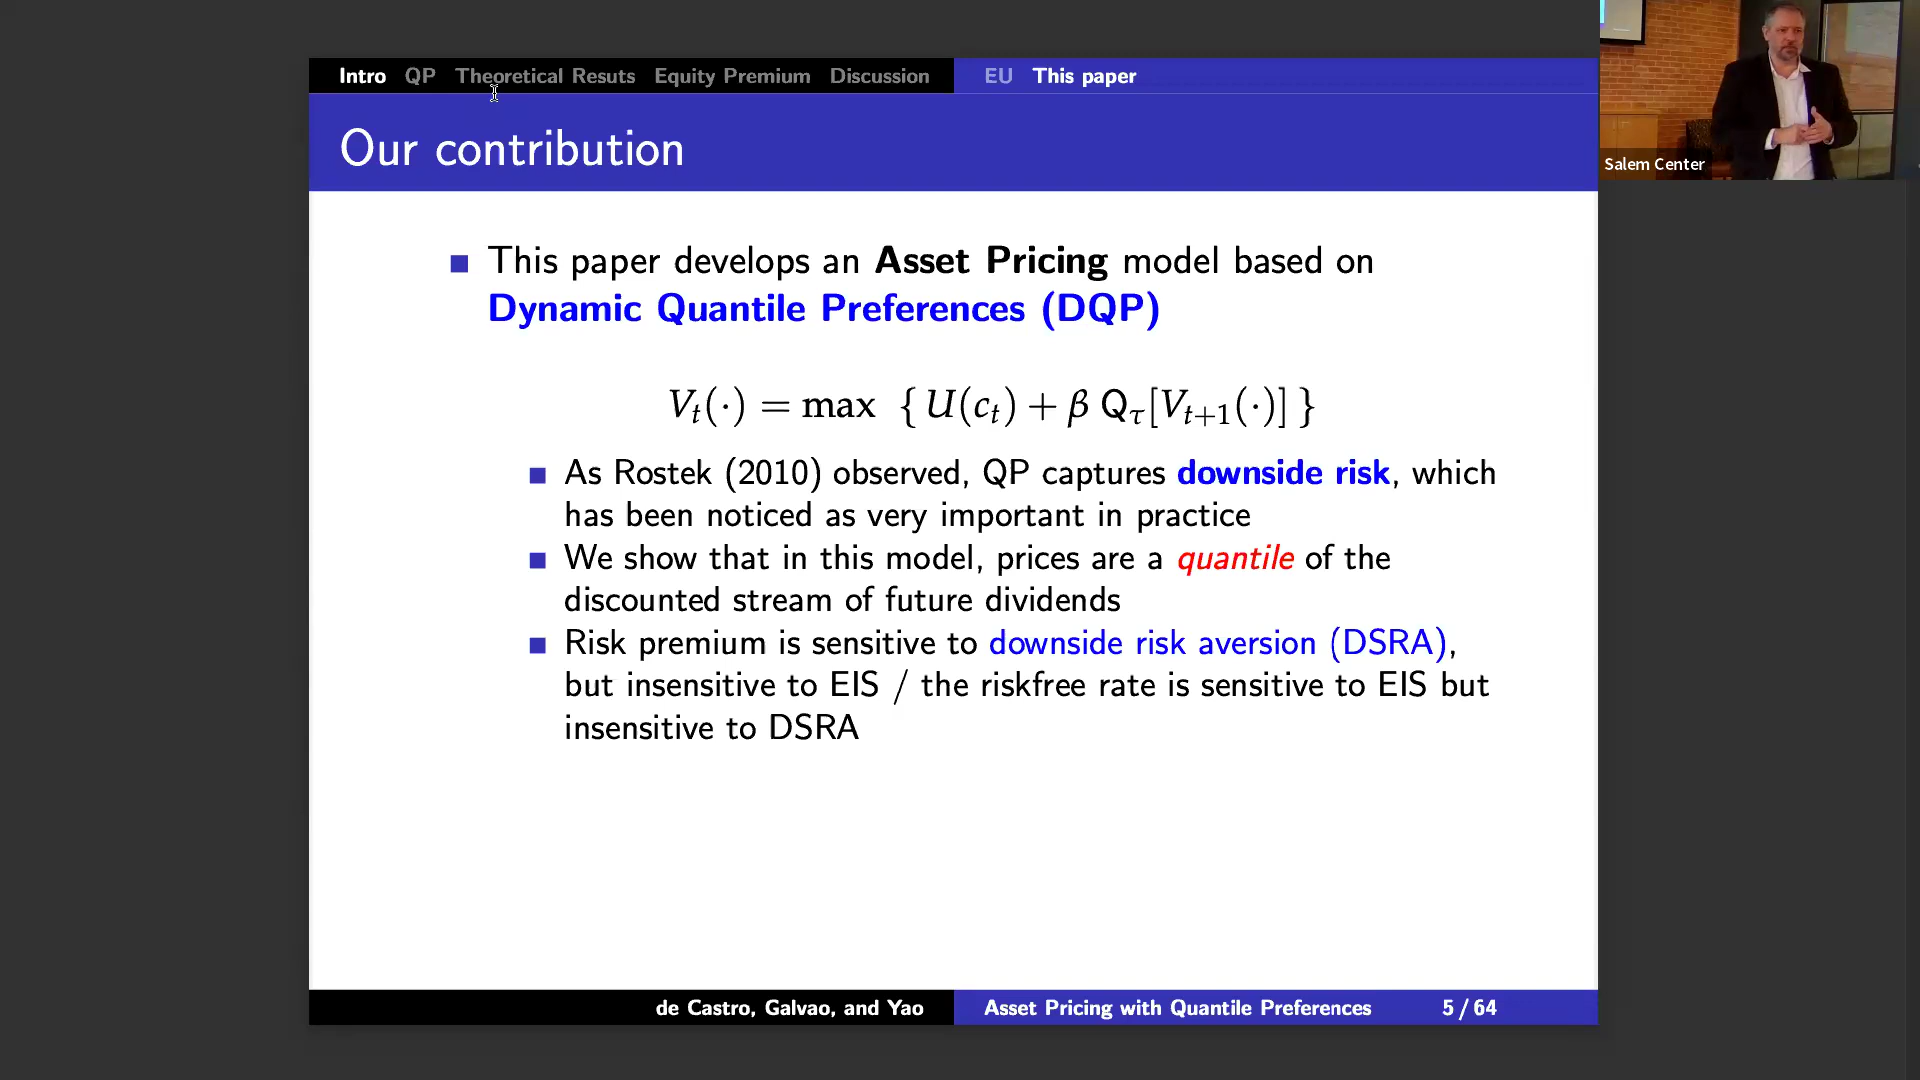 Intro QP Theoretical Resuts Equity Premium Discussion EU This paper
Salem Center
Our contribution
This paper develops an Asset Pricing model based on
Dynamic Quantile Preferences (DQP)
V_t(·) = max { U(c_t) + β Q_τ[V_{t+1}(·)] }
As Rostek (2010) observed, QP captures downside risk, which
has been noticed as very important in practice
We show that in this model, prices are a quantile of the
discounted stream of future dividends
Risk premium is sensitive to downside risk aversion (DSRA),
but insensitive to EIS / the riskfree rate is sensitive to EIS but
insensitive to DSRA
de Castro, Galvao, and Yao Asset Pricing with Quantile Preferences 5 / 64